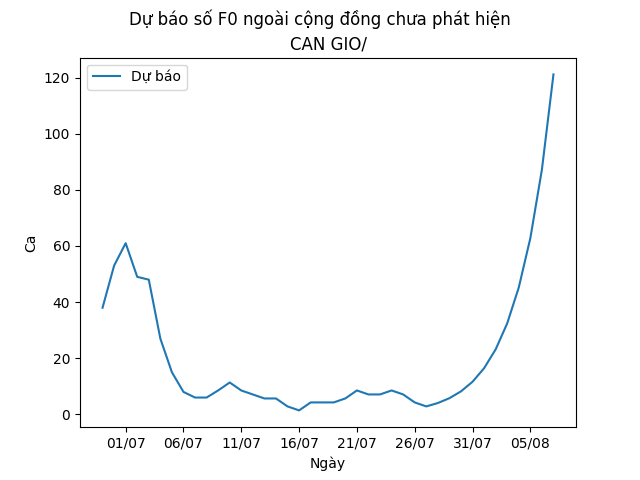 Dự báo số F0 ngoài cộng đồng chưa phát hiện
CAN GIO/
Dự báo
120
100
80
60
40
20
0
Ca
01/07 06/07 11/07 16/07 21/07 26/07 31/07 05/08
Ngày